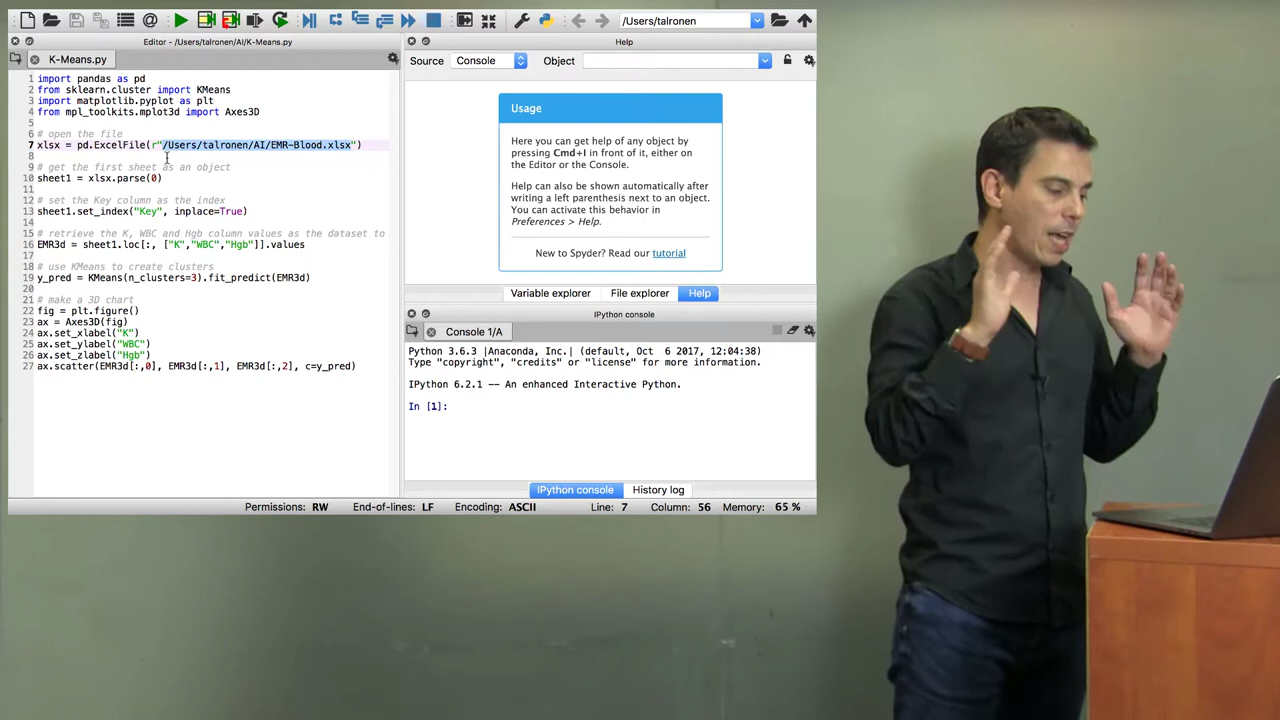 /Users/talronen
Editor - /Users/talronen/AI/K-Means.py
K-Means.py
1 import pandas as pd
2 from sklearn.cluster import KMeans
3 import matplotlib.pyplot as plt
4 from mpl_toolkits.mplot3d import Axes3D
5
6 # open the file
7 xlsx = pd.ExcelFile(r"/Users/talronen/AI/EMR-Blood.xlsx")
8
9 # get the first sheet as an object
10 sheet1 = xlsx.parse(0)
11
12 # set the Key column as the index
13 sheet1.set_index("Key", inplace=True)
14
15 # retrieve the K, WBC and Hgb column values as the dataset to
16 EMR3d = sheet1.loc[:, ["K","WBC","Hgb"]].values
17
18 # use KMeans to create clusters
19 y_pred = KMeans(n_clusters=3).fit_predict(EMR3d)
20
21 # make a 3D chart
22 fig = plt.figure()
23 ax = Axes3D(fig)
24 ax.set_xlabel("K")
25 ax.set_ylabel("WBC")
26 ax.set_zlabel("Hgb")
27 ax.scatter(EMR3d[:,0], EMR3d[:,1], EMR3d[:,2], c=y_pred)
Help
Source Console Object
Usage
Here you can get help of any object by
pressing Cmd+I in front of it, either on
the Editor or the Console.
Help can also be shown automatically after
writing a left parenthesis next to an object.
You can activate this behavior in
Preferences > Help.
New to Spyder? Read our tutorial
Variable explorer File explorer Help
IPython console
Console 1/A
Python 3.6.3 |Anaconda, Inc.| (default, Oct  6 2017, 12:04:38)
Type "copyright", "credits" or "license" for more information.
IPython 6.2.1 -- An enhanced Interactive Python.
In [1]:
IPython console History log
Permissions: RW End-of-lines: LF Encoding: ASCII Line: 7 Column: 56 Memory: 65 %